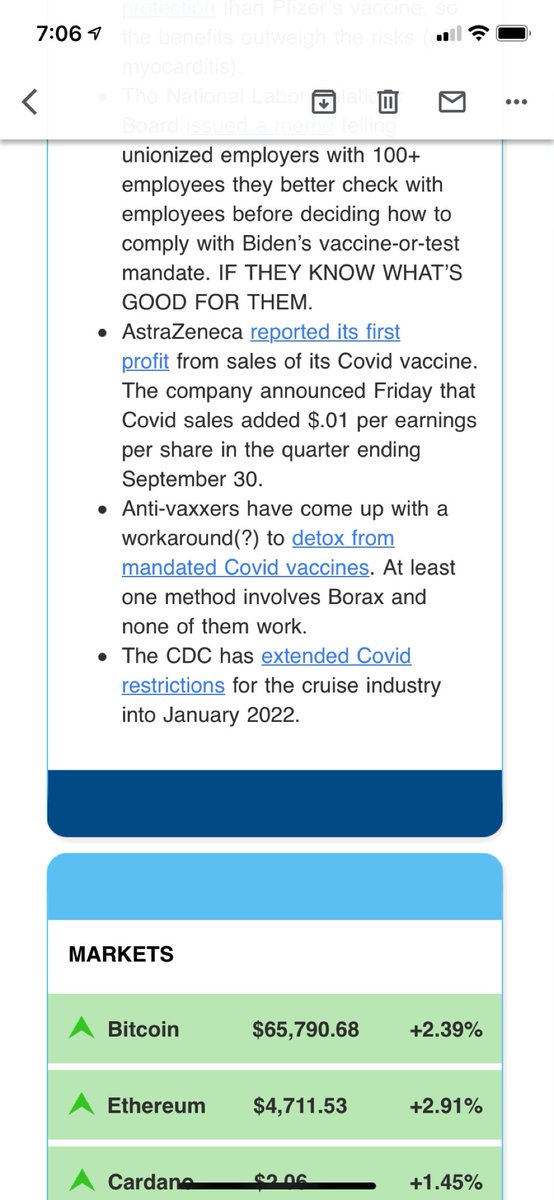 7:06
protection than Pfizer's vaccine, so
the benefits outweigh the risks (
myocarditis).
• The National Labor
Board issued a memo telling
unionized employers with 100+
employees they better check with
employees before deciding how to
comply with Biden's vaccine-or-test
mandate. IF THEY KNOW WHAT'S
GOOD FOR THEM.
• AstraZeneca reported its first
profit from sales of its Covid vaccine.
The company announced Friday that
Covid sales added $.01 per earnings
per share in the quarter ending
September 30.
• Anti-vaxxers have come up with a
workaround(?) to detox from
mandated Covid vaccines. At least
one method involves Borax and
none of them work.
• The CDC has extended Covid
restrictions for the cruise industry
into January 2022.
MARKETS
Bitcoin $65,790.68 +2.39%
Ethereum $4,711.53 +2.91%
Cardano $2.06 +1.45%